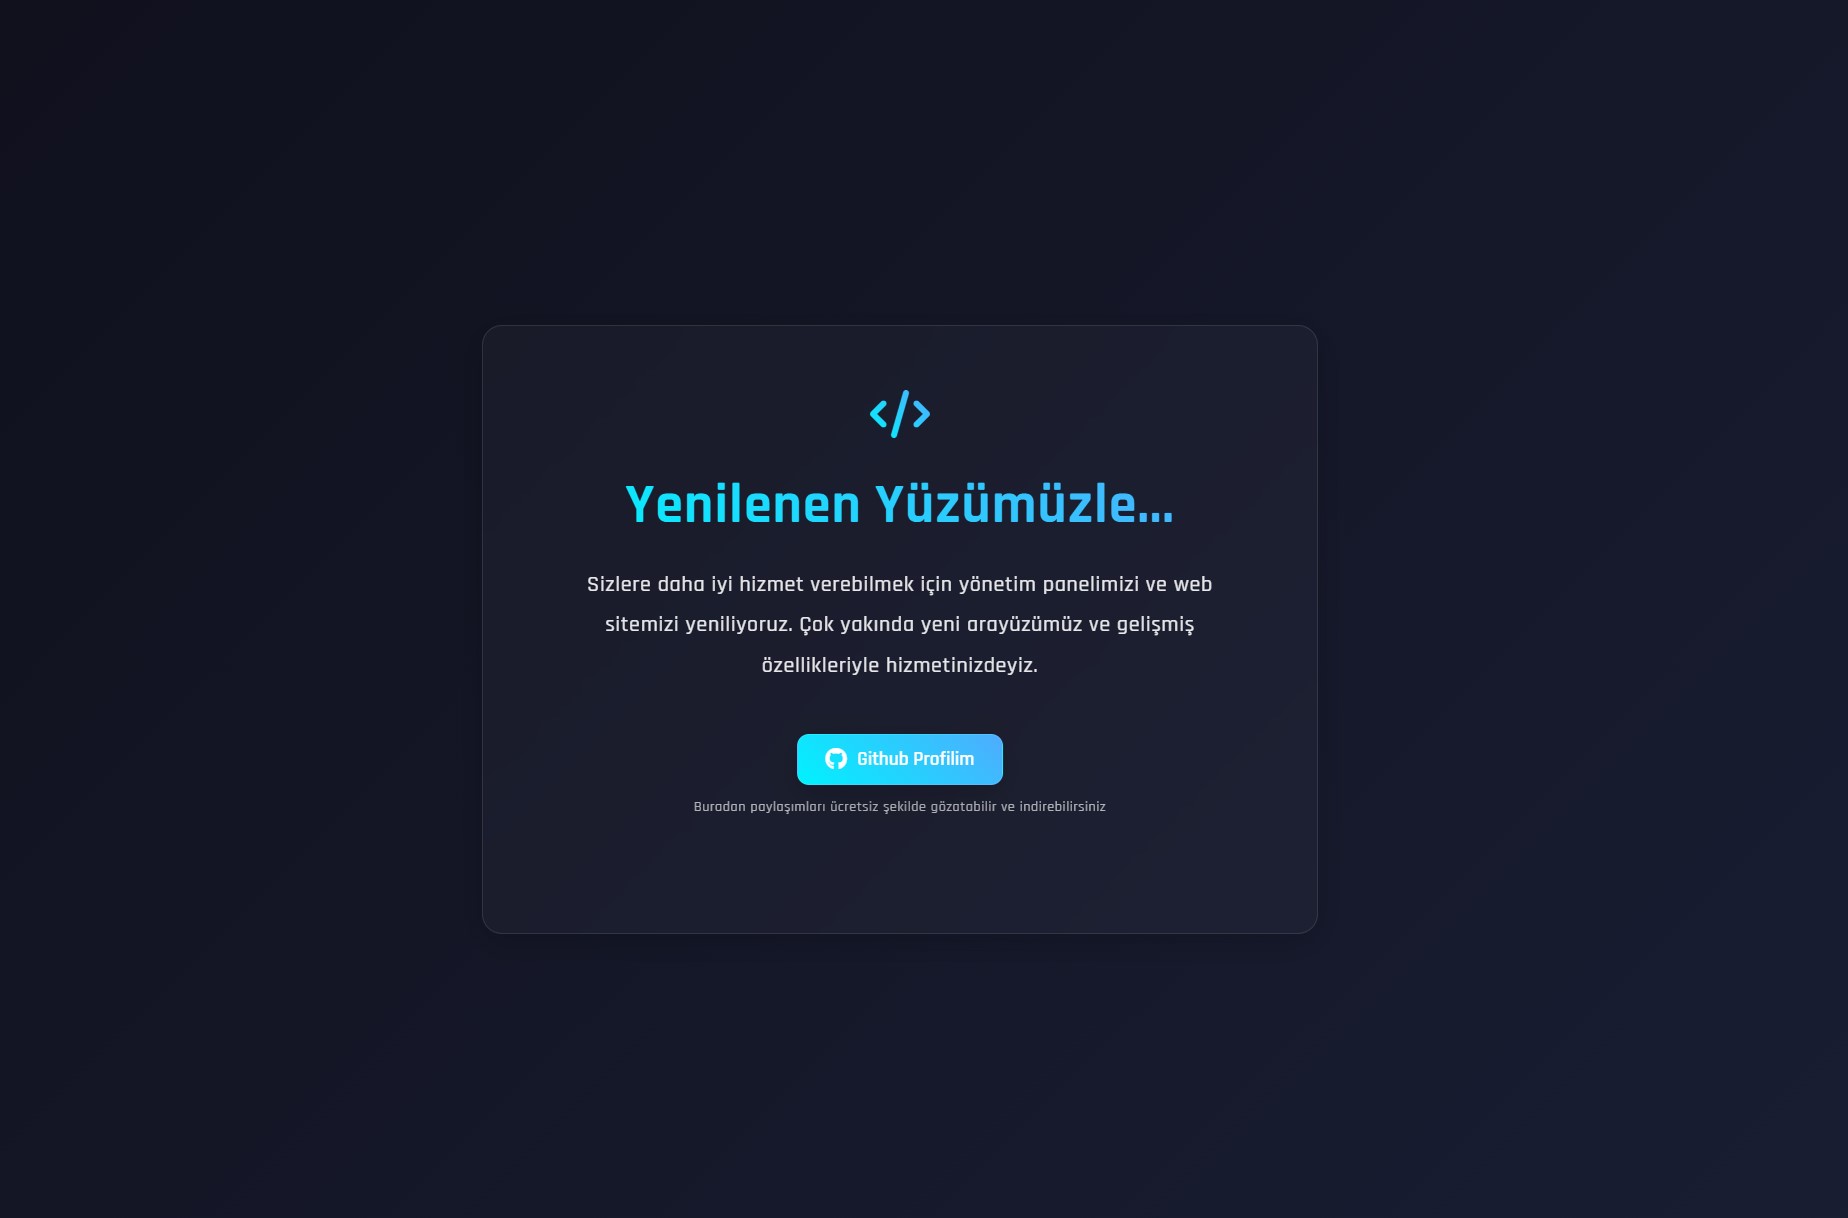 Yenilenen Yüzümüzle...
Sizlere daha iyi hizmet verebilmek için yönetim panelimizi ve web
sitemizi yeniliyoruz. Çok yakında yeni arayüzümüz ve gelişmiş
özellikleriyle hizmetinizdeyiz.
Github Profilim
Buradan paylaşımları ücretsiz şekilde gözatabilir ve indirebilirsiniz